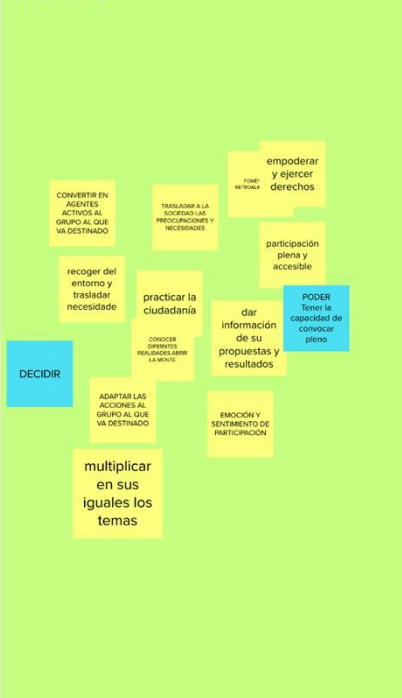 empoderar
y ejercer
derechos
CONVERTIR EN
AGENTES
ACTIVOS AL
GRUPO AL QUE
VA DESTINADO
TRASLADAR A LA
SOCIEDAD LAS
PREOCUPACIONES Y
NECESIDADES
participación
plena y
accesible
recoger del
entorno y
trasladar
necesidade
practicar la
ciudadanía
PODER
Tener la
capacidad de
convocar
pleno
dar
información
de su
propuestas y
resultados
CONOCER
DIFERNTES
REALIDADES.ABRIR
LA MENTE
DECIDIR
ADAPTAR LAS
ACCIONES AL
GRUPO AL QUE
VA DESTINADO
EMOCIÓN Y
SENTIMIENTO DE
PARTICIPACIÓN
multiplicar
en sus
iguales los
temas